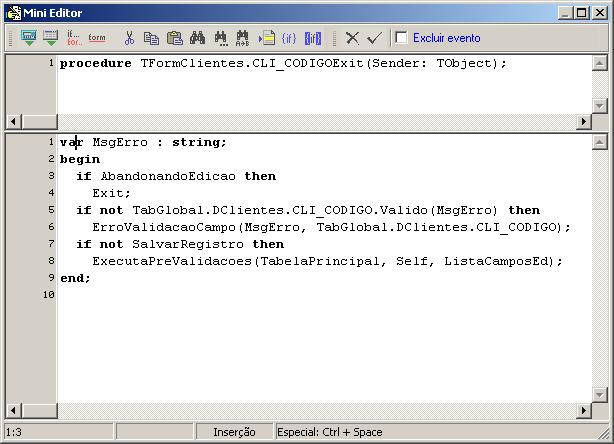 Mini Editor
if... for.. form A→B {if} {if} Excluir evento
1 procedure TFormClientes.CLI_CODIGOExit(Sender: TObject);
1 var MsgErro : string;
2 begin
3 if AbandonandoEdicao then
4 Exit;
5 if not TabGlobal.DClientes.CLI_CODIGO.Valido(MsgErro) then
6 ErroValidacaoCampo(MsgErro, TabGlobal.DClientes.CLI_CODIGO);
7 if not SalvarRegistro then
8 ExecutaPreValidacoes(TabelaPrincipal, Self, ListaCamposEd);
9 end;
10
1:3 Inserção Especial: Ctrl + Space